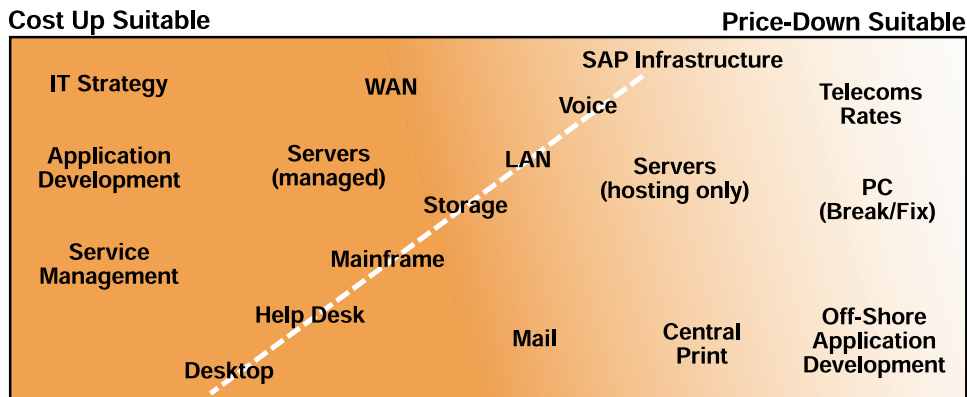 Cost Up Suitable
Price-Down Suitable
SAP Infrastructure
IT Strategy
WAN
Voice
Telecoms
Rates
Application
Development
Servers
(managed)
LAN
Servers
(hosting only)
PC
(Break/Fix)
Storage
Service
Management
Mainframe
Help Desk
Desktop
Mail
Central
Print
Off-Shore
Application
Development